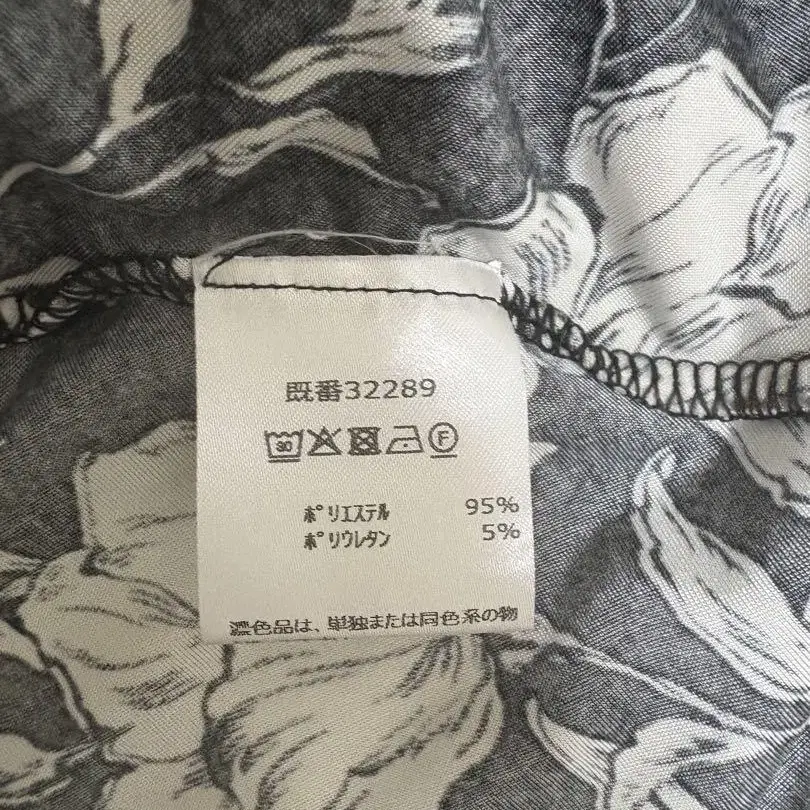 既番32289
30 F
ポリエステル 95%
ポリウレタン 5%
濃色品は、単独または同色系の物